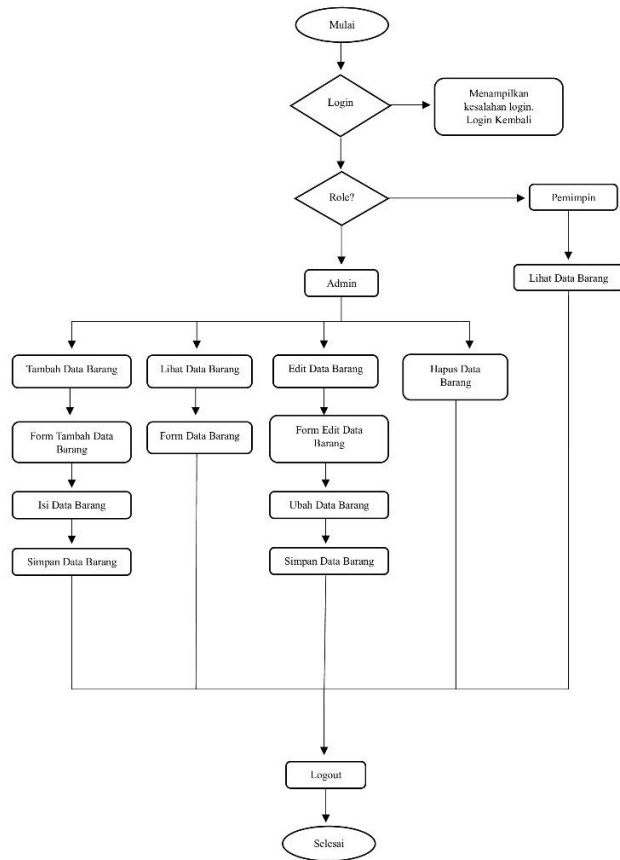 Mulai
Login
Menampilkan
kesalahan login.
Login Kembali
Role?
Pemimpin
Admin
Lihat Data Barang
Tambah Data Barang
Lihat Data Barang
Edit Data Barang
Hapus Data
Barang
Form Tambah Data
Barang
Form Data Barang
Form Edit Data
Barang
Isi Data Barang
Ubah Data Barang
Simpan Data Barang
Simpan Data Barang
Logout
Selesai